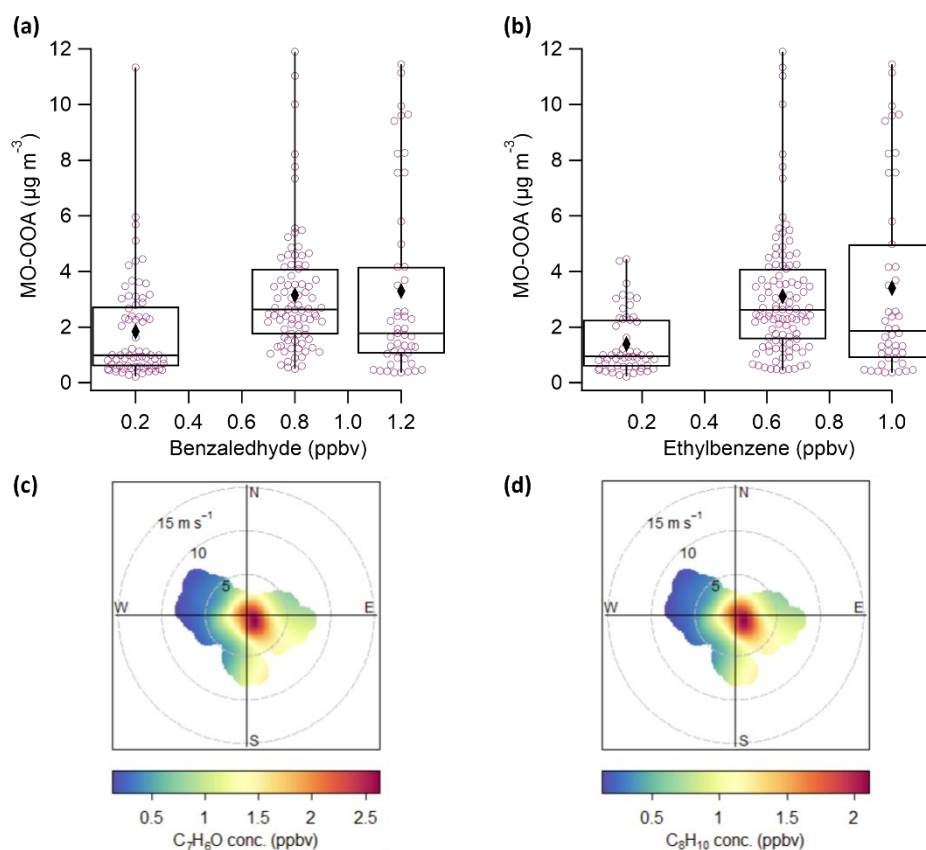 (a)
12
10
8
6
4
2
0
MO-OOA (µg m⁻³)
0.2 0.4 0.6 0.8 1.0 1.2
Benzaledhyde (ppbv)
(b)
12
10
8
6
4
2
0
MO-OOA (µg m⁻³)
0.2 0.4 0.6 0.8 1.0
Ethylbenzene (ppbv)
(c)
N
15 m s⁻¹
10
5
W E
S
0.5 1 1.5 2 2.5
C₇H₆O conc. (ppbv)
(d)
N
15 m s⁻¹
10
5
W E
S
0.5 1 1.5 2
C₈H₁₀ conc. (ppbv)